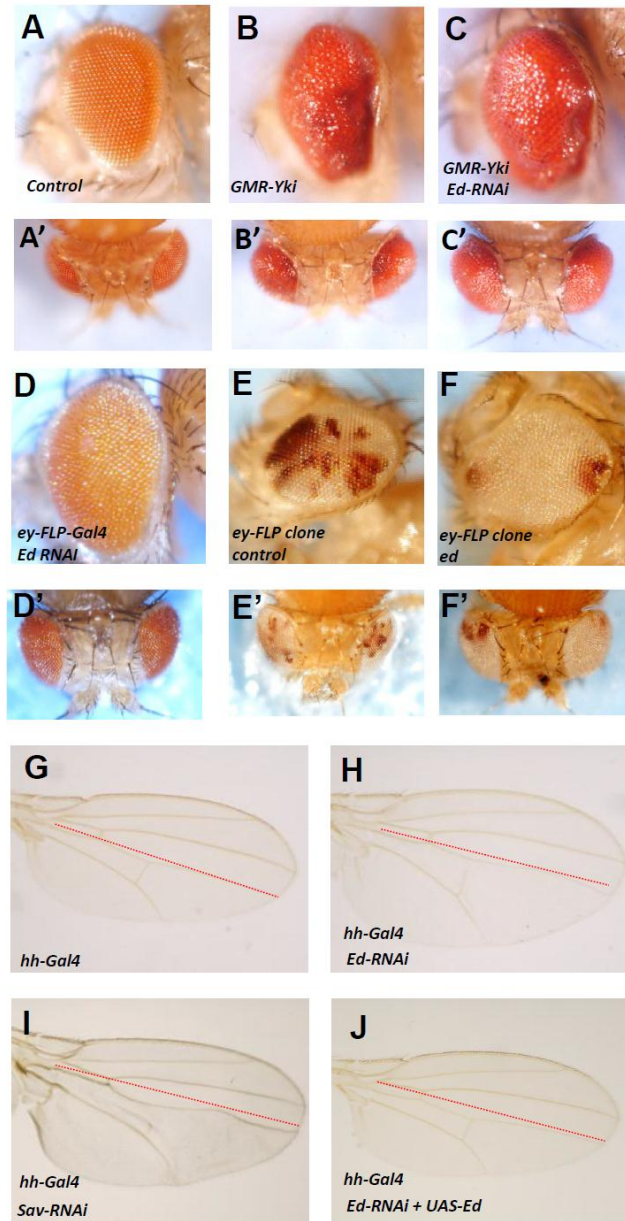 A
Control
B
GMR-Yki
C
GMR-Yki
Ed-RNAi
A'
B'
C'
D
ey-FLP-Gal4
Ed RNAI
E
ey-FLP clone
control
F
ey-FLP clone
ed
D'
E'
F'
G
hh-Gal4
H
hh-Gal4
Ed-RNAi
I
hh-Gal4
Sav-RNAi
J
hh-Gal4
Ed-RNAi + UAS-Ed